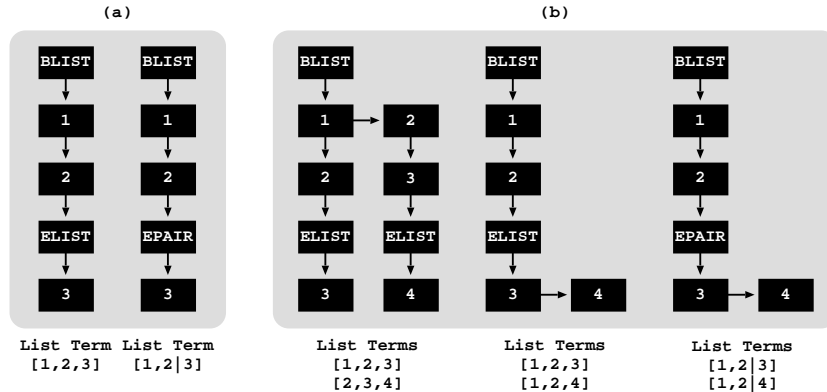 (a)
(b)
BLIST BLIST BLIST BLIST BLIST
1 1 1 2 1 1
2 2 2 3 2 2
ELIST EPAIR ELIST ELIST ELIST EPAIR
3 3 3 4 3 4 3 4
List Term List Term List Terms List Terms List Terms
[1,2,3] [1,2|3] [1,2,3] [1,2,3] [1,2|3]
[2,3,4] [1,2,4] [1,2|4]